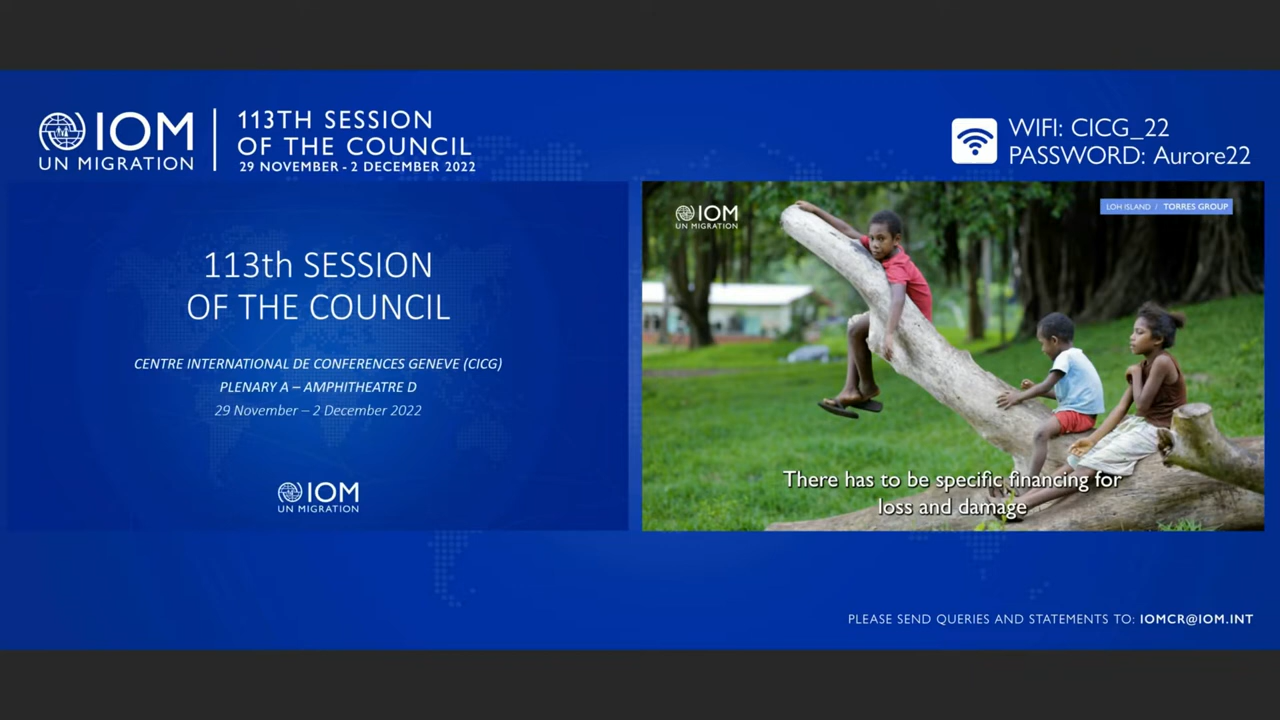 IOM
UN MIGRATION
113TH SESSION
OF THE COUNCIL
29 NOVEMBER - 2 DECEMBER 2022
WIFI: CICG_22
PASSWORD: Aurore22
113th SESSION
OF THE COUNCIL
CENTRE INTERNATIONAL DE CONFERENCES GENEVE (CICG)
PLENARY A – AMPHITHEATRE D
29 November – 2 December 2022
IOM
UN MIGRATION
IOM
UN MIGRATION
LOH ISLAND / TORRES GROUP
There has to be specific financing for
loss and damage
PLEASE SEND QUERIES AND STATEMENTS TO: IOMCR@IOM.INT